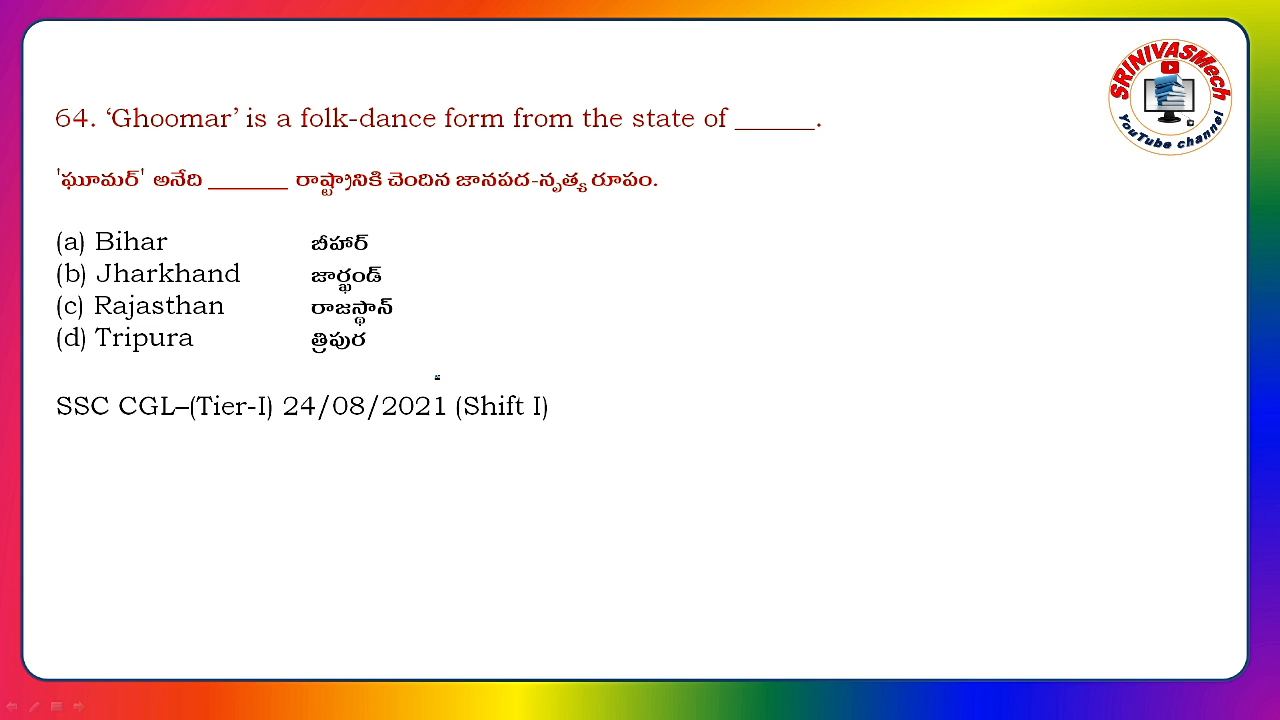 SRINIVASMech
YouTube channel
64. ‘Ghoomar’ is a folk-dance form from the state of ______.
'ఘూమర్' అనేది ________ రాష్ట్రానికి చెందిన జానపద-నృత్య రూపం.
(a) Bihar బీహార్
(b) Jharkhand జార్ఖండ్
(c) Rajasthan రాజస్థాన్
(d) Tripura త్రిపుర
SSC CGL–(Tier-I) 24/08/2021 (Shift I)